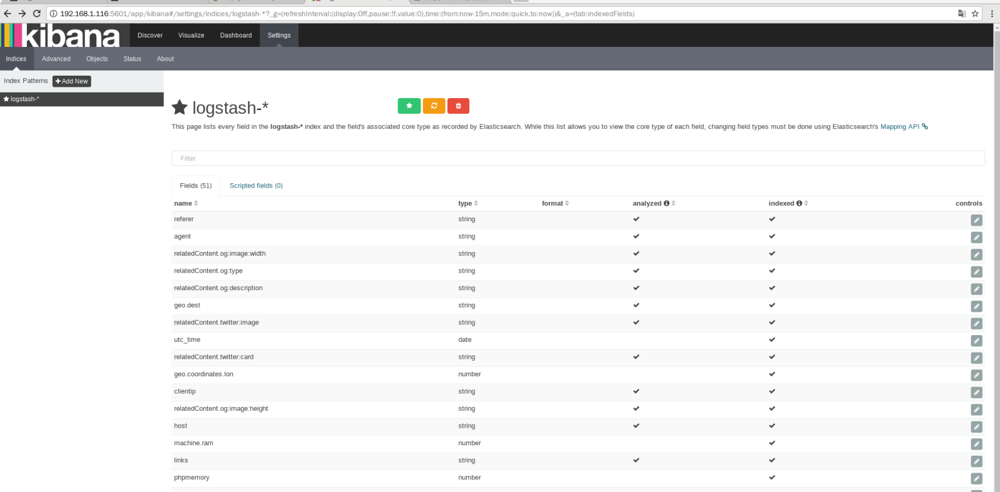 192.168.1.116:5601/app/kibana#/settings/indices/logstash-*?_g=(refreshInterval:(display:Off,pause:!f,value:0),time:(from:now-15m,mode:quick,to:now))&_a=(tab:indexedFields)
kibana Discover Visualize Dashboard Settings
Indices Advanced Objects Status About
Index Patterns Add New
logstash-*
logstash-*
This page lists every field in the logstash-* index and the field's associated core type as recorded by Elasticsearch. While this list allows you to view the core type of each field, changing field types must be done using Elasticsearch's Mapping API
Filter
Fields (51) Scripted fields (0)
name type format analyzed indexed controls
referer string
agent string
relatedContent.og:image:width string
relatedContent.og:type string
relatedContent.og:description string
geo.dest string
relatedContent.twitter:image string
utc_time date
relatedContent.twitter:card string
geo.coordinates.lon number
clientip string
relatedContent.og:image:height string
host string
machine.ram number
links string
phpmemory number